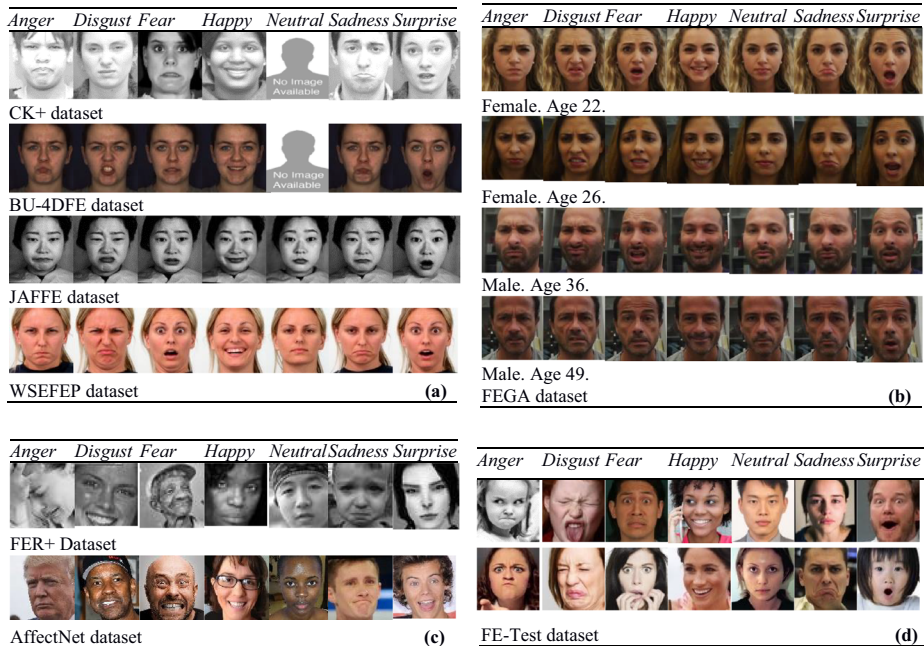 Anger Disgust Fear Happy Neutral Sadness Surprise
No Image
Available
CK+ dataset
No Image
Available
BU-4DFE dataset
JAFFE dataset
WSEFEP dataset (a)
Anger Disgust Fear Happy Neutral Sadness Surprise
Female. Age 22.
Female. Age 26.
Male. Age 36.
Male. Age 49.
FEGA dataset (b)
Anger Disgust Fear Happy Neutral Sadness Surprise
FER+ Dataset
AffectNet dataset (c)
Anger Disgust Fear Happy Neutral Sadness Surprise
FE-Test dataset (d)